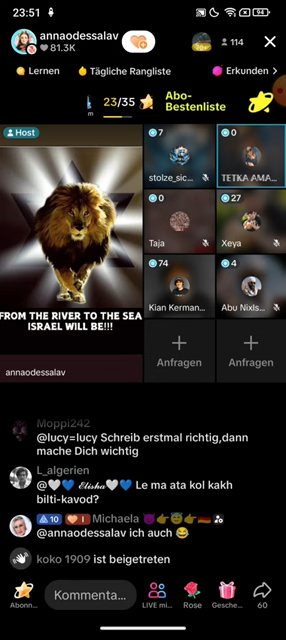 23:51
94
annaodessalav
81.3K
20+
114
Lernen
Tägliche Rangliste
Erkunden >
m
23/35
Abo-
Bestenliste
Host
7
stolze_sic...
0
TETKA AMA...
0
Taja
27
Xeya
74
Kian Kerman...
4
Abu Nixls...
FROM THE RIVER TO THE SEA
ISRAEL WILL BE!!!
annaodessalav
Anfragen
Anfragen
Moppi242
@lucy=lucy Schreib erstmal richtig,dann
mache Dich wichtig
L_algerien
@🤍💙 𝓔𝓵𝓲𝓼𝓱𝓪🤍💙 Le ma ata kol kakh
bilti-kavod?
10 I Michaela 😈👉😇👉🇩🇪
@annaodessalav ich auch 😂
koko 1909 ist beigetreten
Kommenta...
Abonn...
LIVE mi...
Rose
Gesche...
60